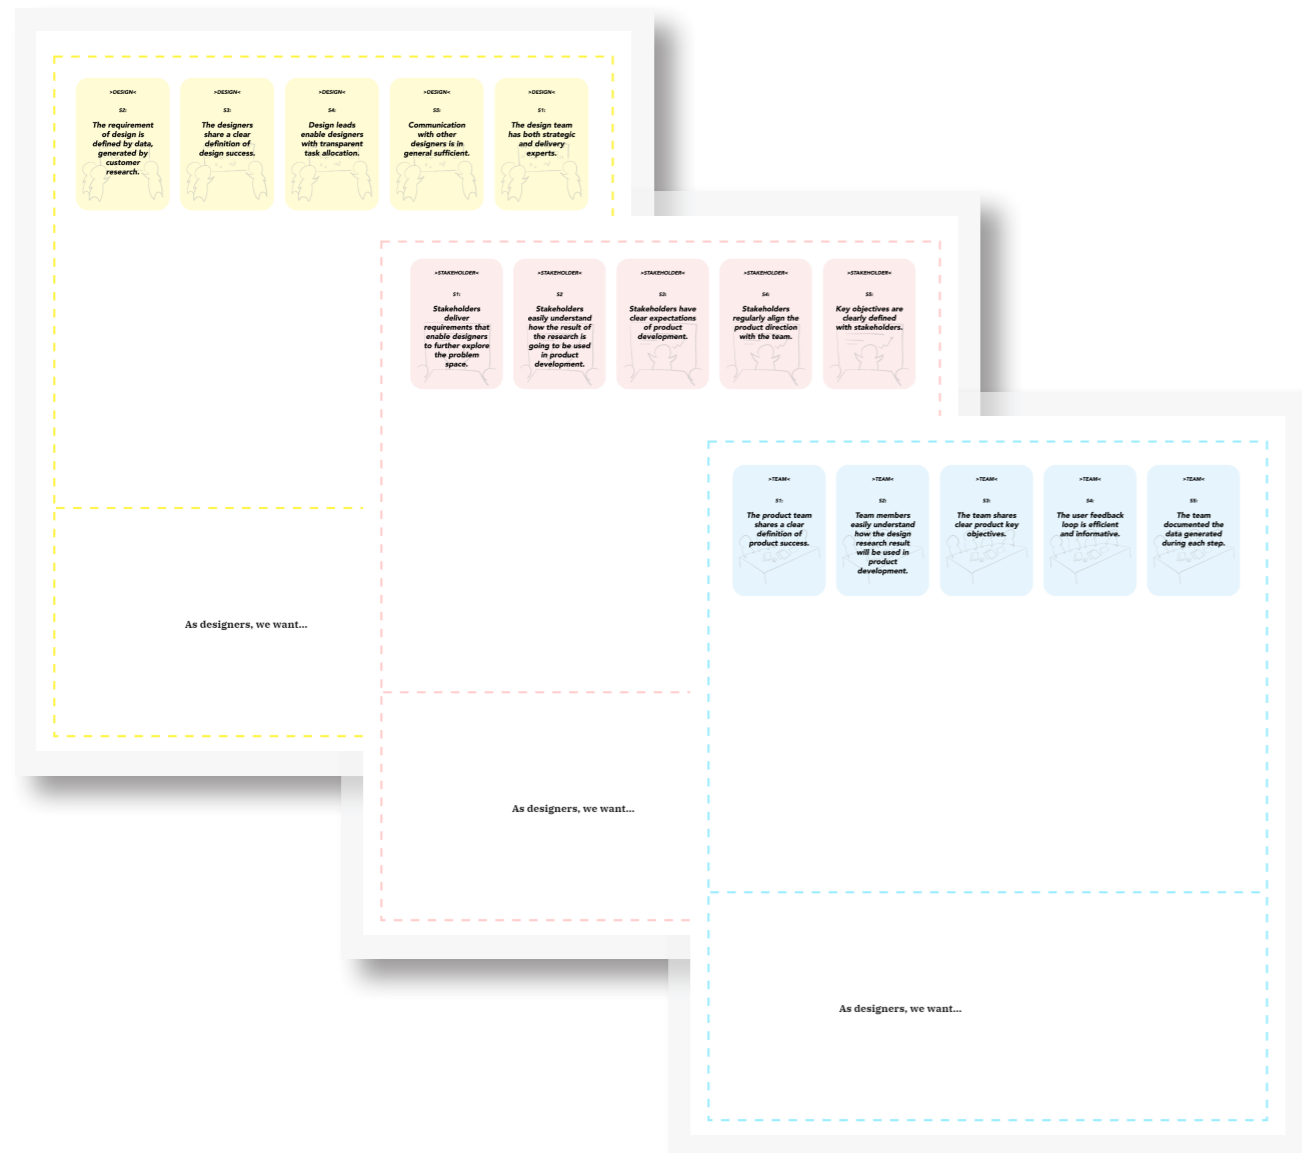 >DESIGN<
S2:
The requirement
of design is
defined by data,
generated by
customer
research.
>DESIGN<
S3:
The designers
share a clear
definition of
design success.
>DESIGN<
S4:
Design leads
enable designers
with transparent
task allocation.
>DESIGN<
S5:
Communication
with other
designers is in
general sufficient.
>DESIGN<
S1:
The design team
has both strategic
and delivery
experts.
As designers, we want...
>STAKEHOLDER<
S1:
Stakeholders
deliver
requirements that
enable designers
to further explore
the problem
space.
>STAKEHOLDER<
S2
Stakeholders
easily understand
how the result of
the research is
going to be used
in product
development.
>STAKEHOLDER<
S3:
Stakeholders have
clear expectations
of product
development.
>STAKEHOLDER<
S4:
Stakeholders
regularly align the
product direction
with the team.
>STAKEHOLDER<
S5:
Key objectives are
clearly defined
with stakeholders.
As designers, we want...
>TEAM<
S1:
The product team
shares a clear
definition of
product success.
>TEAM<
S2:
Team members
easily understand
how the design
research result
will be used in
product
development.
>TEAM<
S3:
The team shares
clear product key
objectives.
>TEAM<
S4:
The user feedback
loop is efficient
and informative.
>TEAM<
S5:
The team
documented the
data generated
during each step.
As designers, we want...